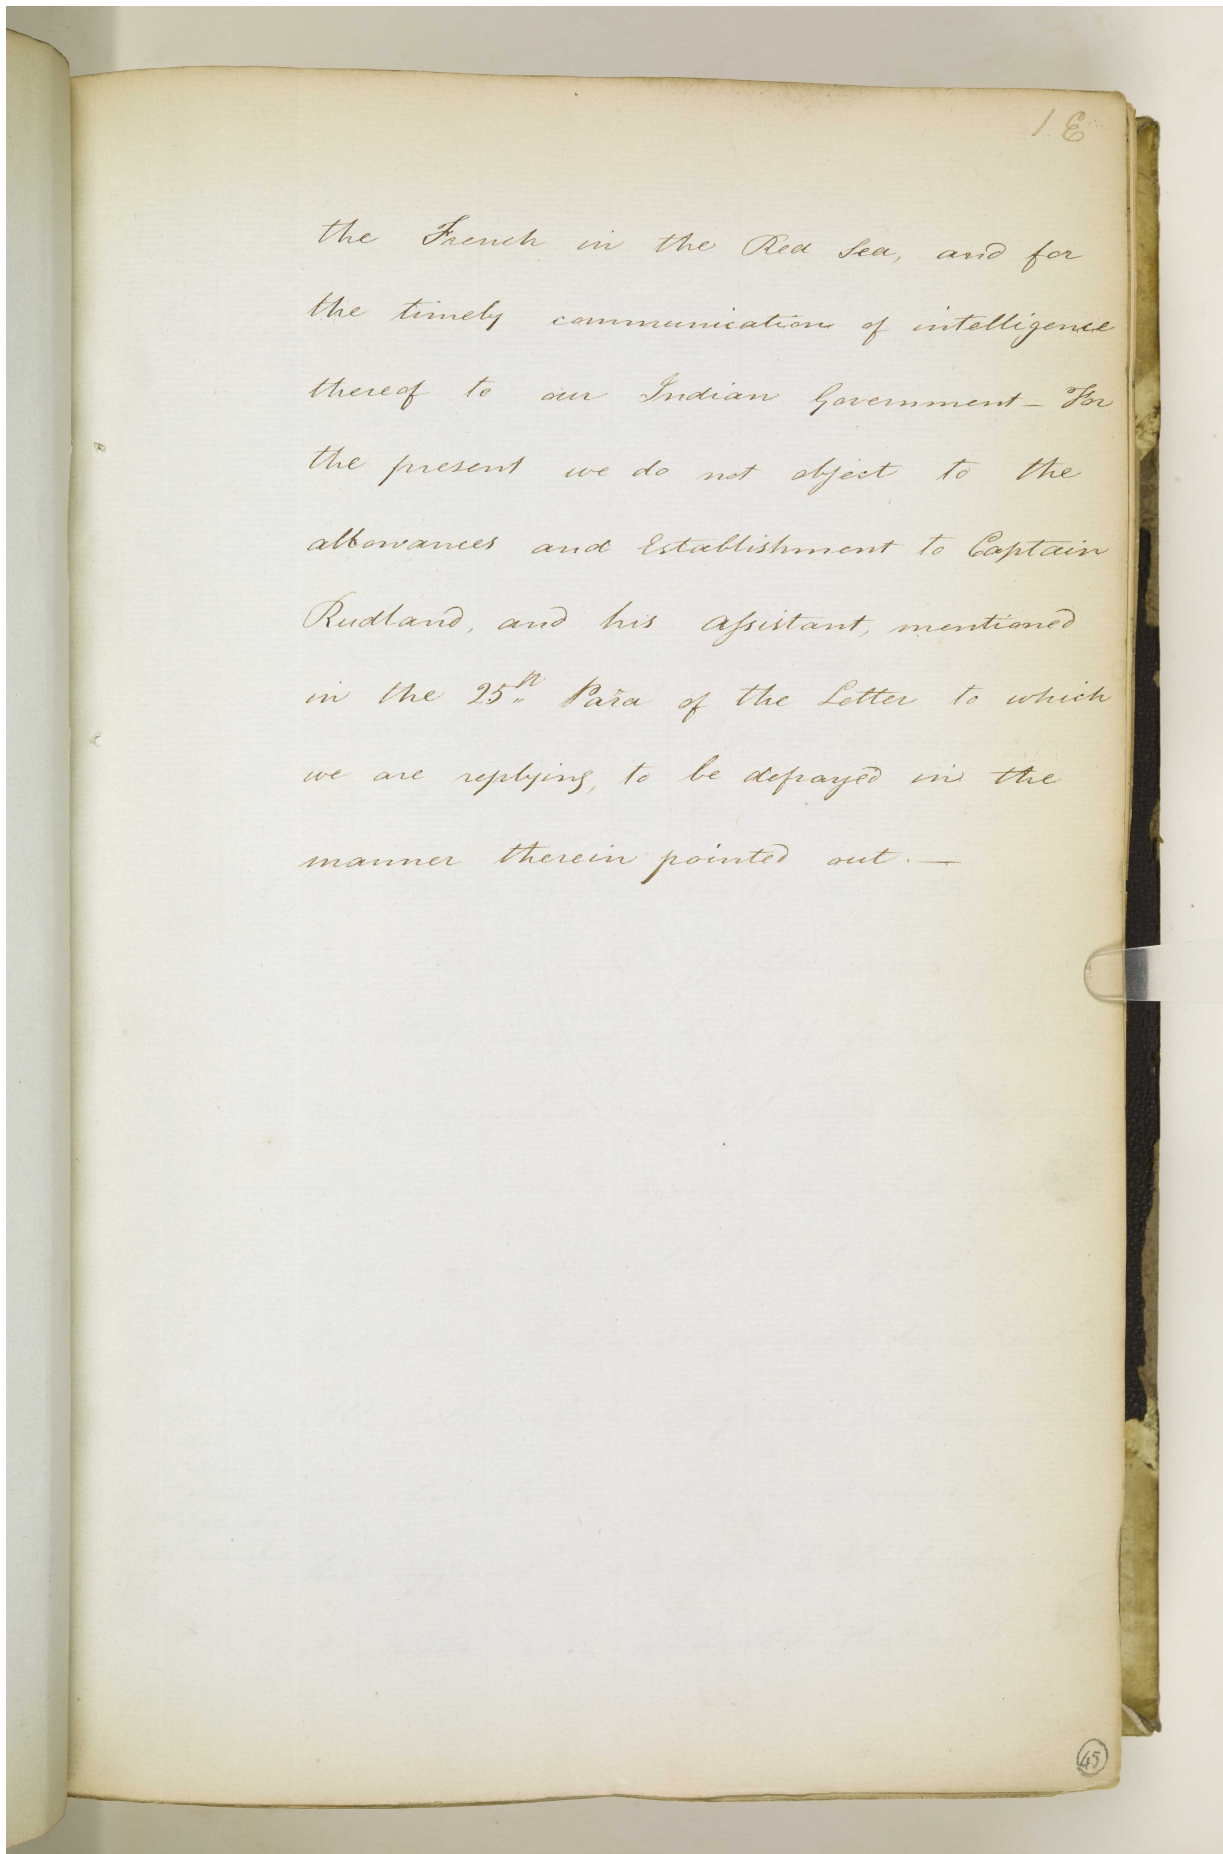 1 E
the French in the Red Sea, and for
the timely communication of intelligence
thereof to our Indian Government – For
the present we do not object to the
allowances and Establishment to Captain
Rudland, and his Assistant, mentioned
in the 25th Para of the Letter to which
we are replying, to be defrayed in the
manner therein pointed out. —
45